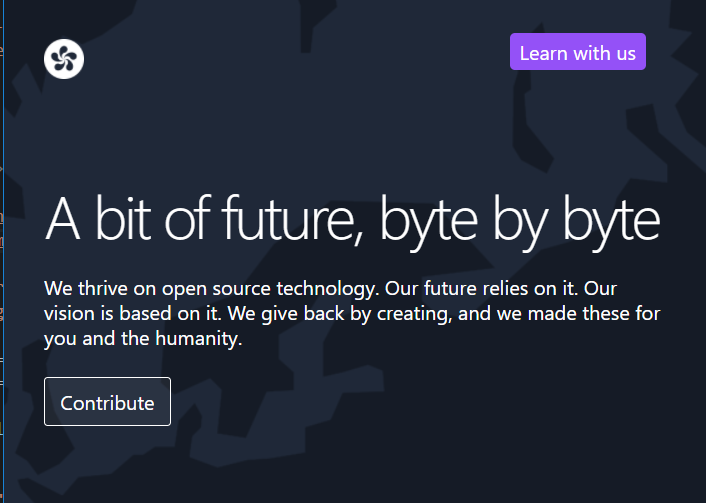 Learn with us
A bit of future, byte by byte
We thrive on open source technology. Our future relies on it. Our
vision is based on it. We give back by creating, and we made these for
you and the humanity.
Contribute